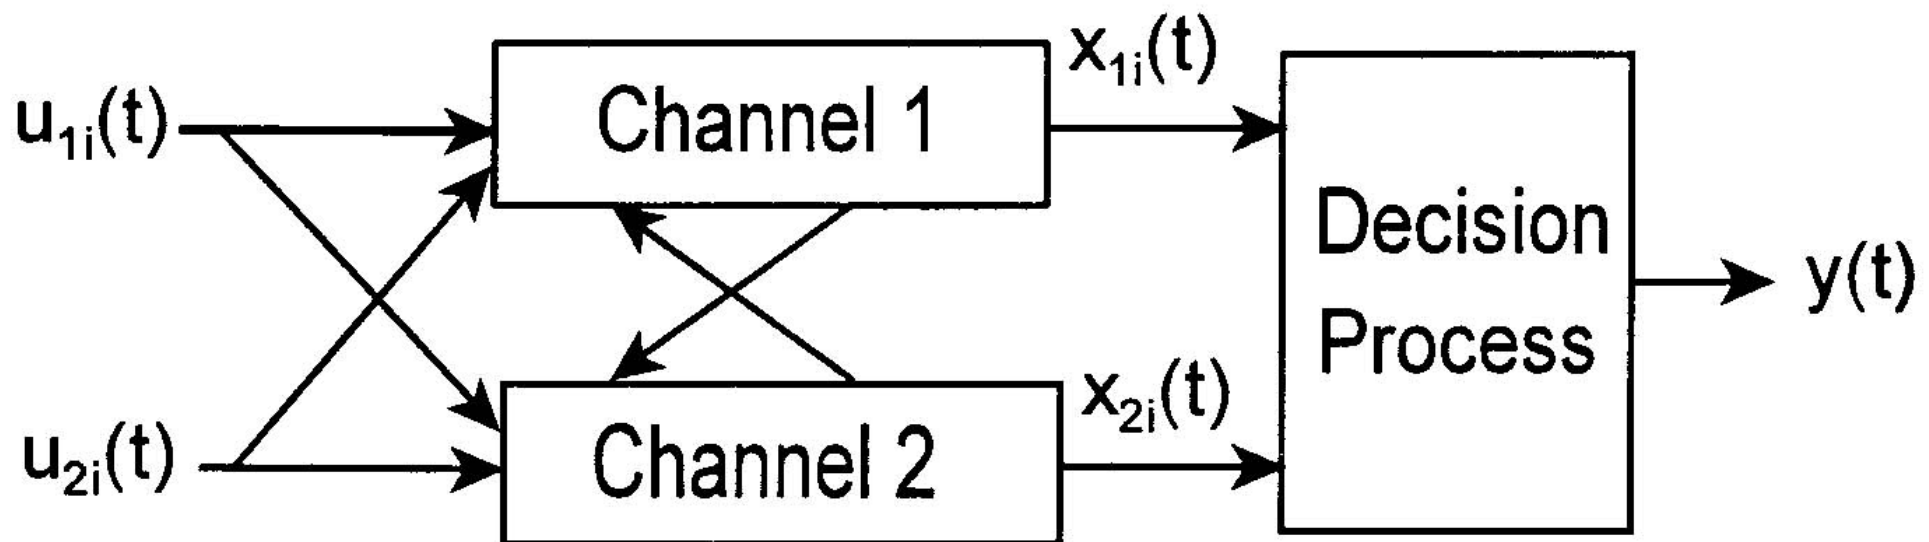 u₁ᵢ(t)
Channel 1
x₁ᵢ(t)
u₂ᵢ(t)
Channel 2
x₂ᵢ(t)
Decision
Process
y(t)